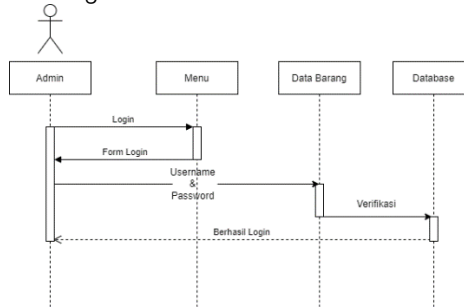 Admin
Menu
Data Barang
Database
Login
Form Login
Username
&
Password
Verifikasi
Berhasil Login